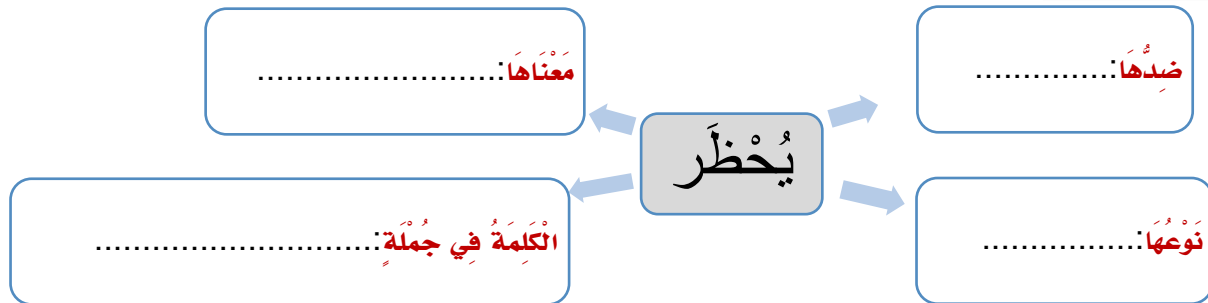 ضِدُّهَا:..............
مَعْنَاهَا:.........................
يُحْظَر
نَوْعُهَا:................
الْكَلِمَةُ فِي جُمْلَةٍ:.............................